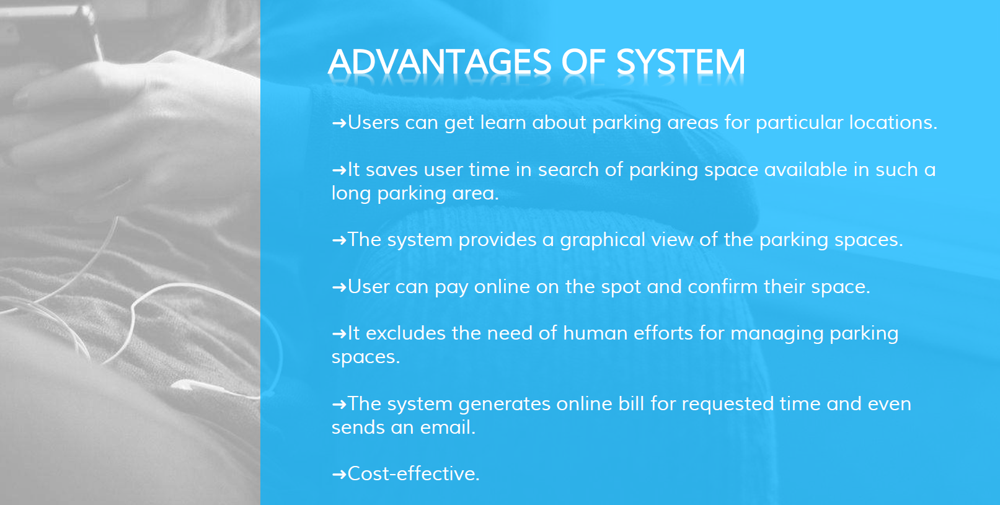 ADVANTAGES OF SYSTEM
➔Users can get learn about parking areas for particular locations.
➔It saves user time in search of parking space available in such a
long parking area.
➔The system provides a graphical view of the parking spaces.
➔User can pay online on the spot and confirm their space.
➔It excludes the need of human efforts for managing parking
spaces.
➔The system generates online bill for requested time and even
sends an email.
➔Cost-effective.